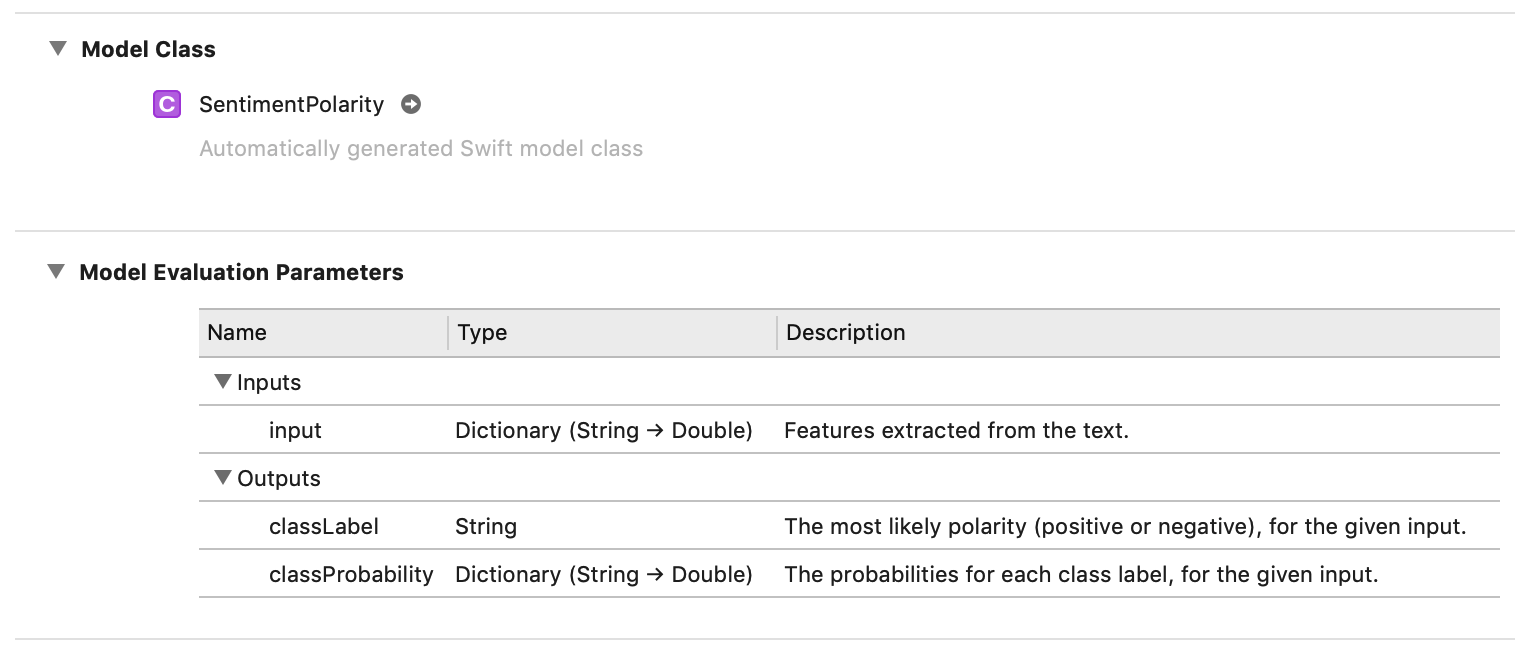 Model Class
C SentimentPolarity
Automatically generated Swift model class
Model Evaluation Parameters
Name Type Description
Inputs
input Dictionary (String → Double) Features extracted from the text.
Outputs
classLabel String The most likely polarity (positive or negative), for the given input.
classProbability Dictionary (String → Double) The probabilities for each class label, for the given input.